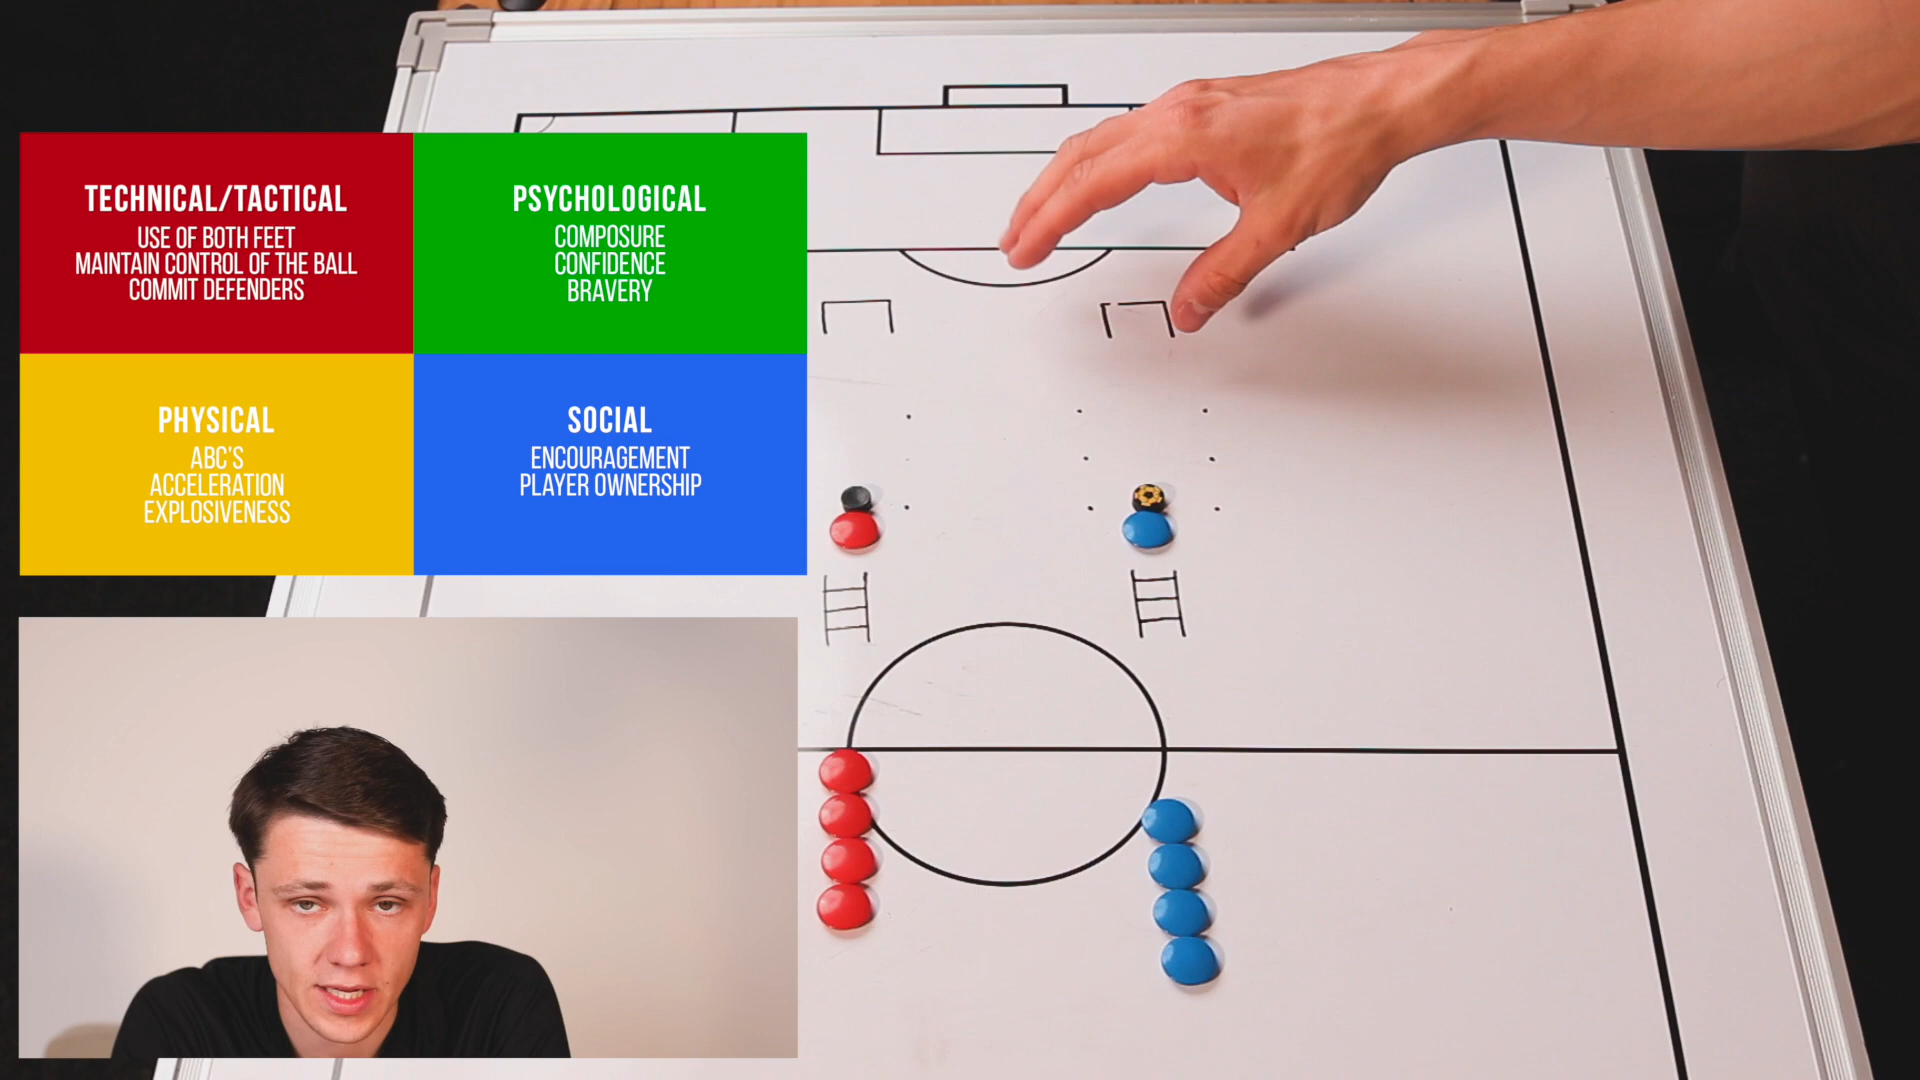 TECHNICAL/TACTICAL
USE OF BOTH FEET
MAINTAIN CONTROL OF THE BALL
COMMIT DEFENDERS
PSYCHOLOGICAL
COMPOSURE
CONFIDENCE
BRAVERY
PHYSICAL
ABC'S
ACCELERATION
EXPLOSIVENESS
SOCIAL
ENCOURAGEMENT
PLAYER OWNERSHIP